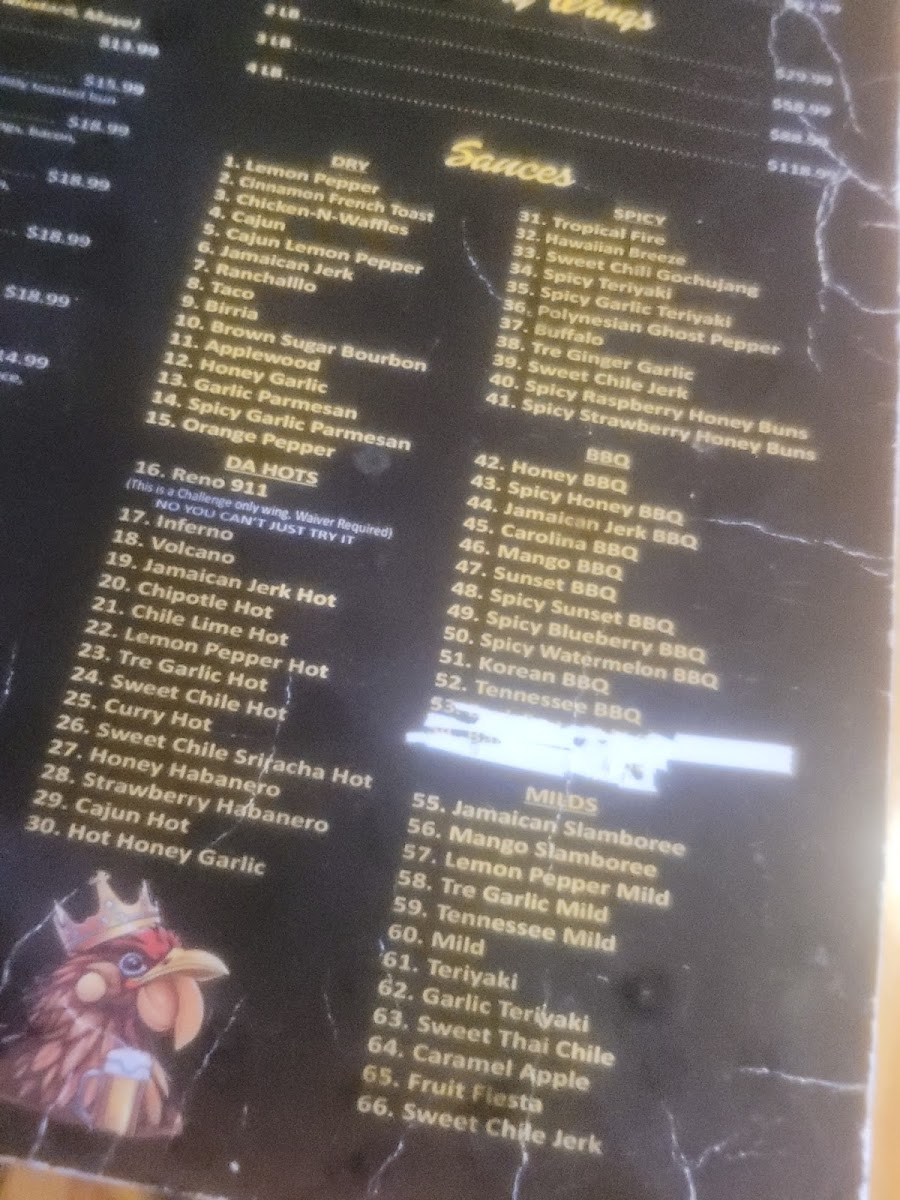 Mayo)
$13.99
$15.99
toasted bun
$18.99
$18.99
$18.99
$18.99
14.99
Wings
2 LB
3 LB
4 LB
$29.99
$58.99
$118.99
Sauces
DRY
1. Lemon Pepper
2. Cinnamon French Toast
3. Chicken-N-Waffles
4. Cajun
5. Cajun Lemon Pepper
6. Jamaican Jerk
7. Ranchalllo
8. Taco
9. Birria
10. Brown Sugar Bourbon
11. Applewood
12. Honey Garlic
13. Garlic Parmesan
14. Spicy Garlic Parmesan
15. Orange Pepper
DA HOTS
16. Reno 911
(This is a Challenge only wing, Waiver Required)
NO YOU CAN'T JUST TRY IT
17. Inferno
18. Volcano
19. Jamaican Jerk Hot
20. Chipotle Hot
21. Chile Lime Hot
22. Lemon Pepper Hot
23. Tre Garlic Hot
24. Sweet Chile Hot
25. Curry Hot
26. Sweet Chile Sriracha Hot
27. Honey Habanero
28. Strawberry Habanero
29. Cajun Hot
30. Hot Honey Garlic
SPICY
31. Tropical Fire
32. Hawaiian Breeze
33. Sweet Chili Gochujang
34. Spicy Teriyaki
35. Spicy Garlic Teriyaki
36. Polynesian Ghost Pepper
37. Buffalo
38. Tre Ginger Garlic
39. Sweet Chile Jerk
40. Spicy Raspberry Honey Buns
41. Spicy Strawberry Honey Buns
BBQ
42. Honey BBQ
43. Spicy Honey BBQ
44. Jamaican Jerk BBQ
45. Carolina BBQ
46. Mango BBQ
47. Sunset BBQ
48. Spicy Sunset BBQ
49. Spicy Blueberry BBQ
50. Spicy Watermelon BBQ
51. Korean BBQ
52. Tennessee BBQ
53.
MILDS
55. Jamaican Slamboree
56. Mango Slamboree
57. Lemon Pepper Mild
58. Tre Garlic Mild
59. Tennessee Mild
60. Mild
61. Teriyaki
62. Garlic Teriyaki
63. Sweet Thai Chile
64. Caramel Apple
65. Fruit Fiesta
66. Sweet Chile Jerk